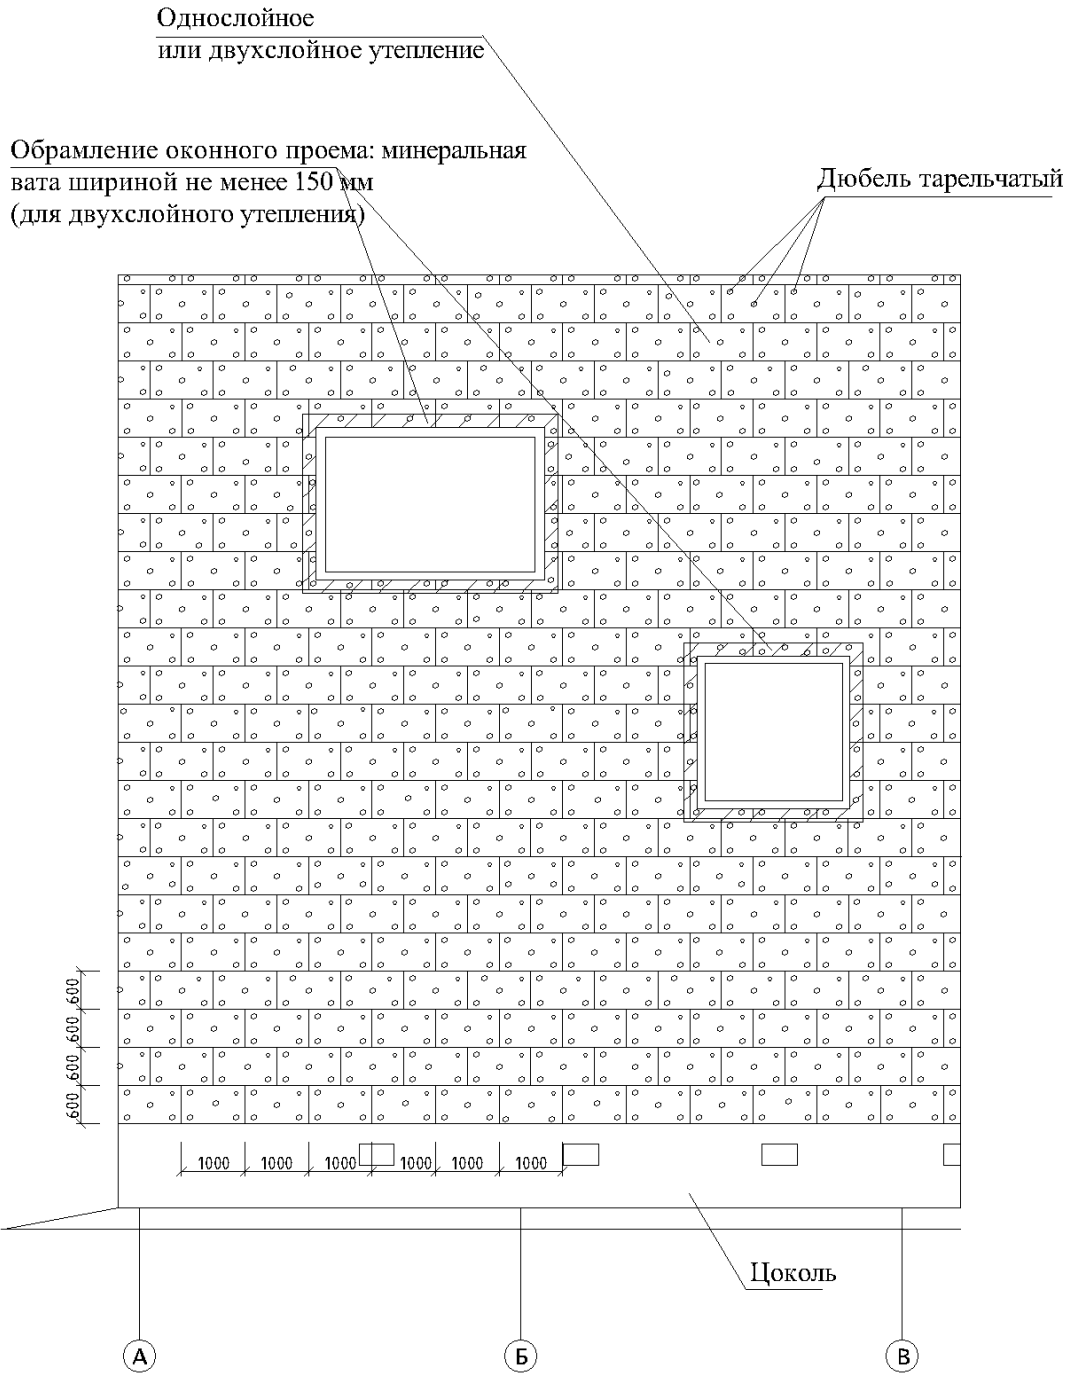 Однослойное
или двухслойное утепление
Обрамление оконного проема: минеральная
вата шириной не менее 150 мм
(для двухслойного утепления)
Дюбель тарельчатый
600
600
600
600
1000 1000 1000 1000 1000 1000
Цоколь
А Б В